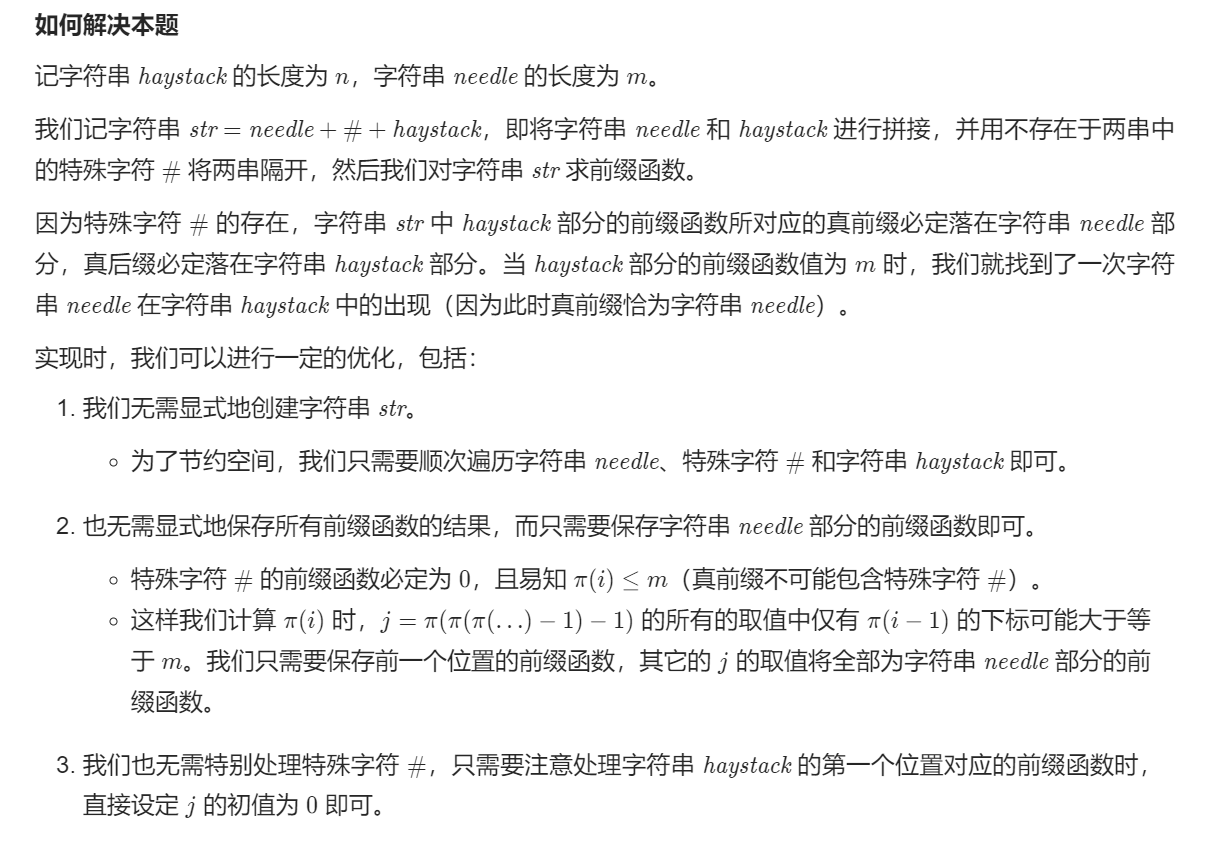 如何解决本题
记字符串 haystack 的长度为 n，字符串 needle 的长度为 m。
我们记字符串 str = needle + # + haystack，即将字符串 needle 和 haystack 进行拼接，并用不存在于两串中
的特殊字符 # 将两串隔开，然后我们对字符串 str 求前缀函数。
因为特殊字符 # 的存在，字符串 str 中 haystack 部分的前缀函数所对应的真前缀必定落在字符串 needle 部
分，真后缀必定落在字符串 haystack 部分。当 haystack 部分的前缀函数值为 m 时，我们就找到了一次字符
串 needle 在字符串 haystack 中的出现（因为此时真前缀恰为字符串 needle）。
实现时，我们可以进行一定的优化，包括：
1. 我们无需显式地创建字符串 str。
◦ 为了节约空间，我们只需要顺次遍历字符串 needle、特殊字符 # 和字符串 haystack 即可。
2. 也无需显式地保存所有前缀函数的结果，而只需要保存字符串 needle 部分的前缀函数即可。
◦ 特殊字符 # 的前缀函数必定为 0，且易知 π(i) ≤ m（真前缀不可能包含特殊字符 #）。
◦ 这样我们计算 π(i) 时，j = π(π(π(…) − 1) − 1) 的所有的取值中仅有 π(i − 1) 的下标可能大于等
于 m。我们只需要保存前一个位置的前缀函数，其它的 j 的取值将全部为字符串 needle 部分的前
缀函数。
3. 我们也无需特别处理特殊字符 #，只需要注意处理字符串 haystack 的第一个位置对应的前缀函数时，
直接设定 j 的初值为 0 即可。